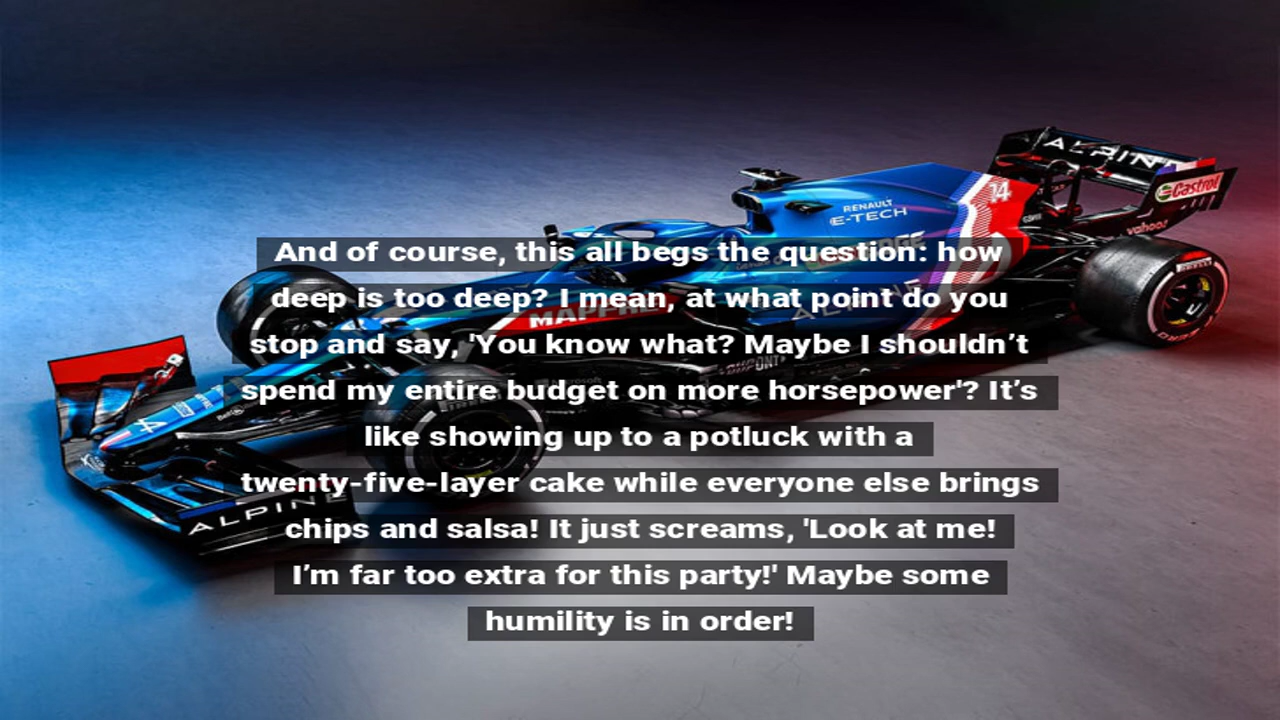 ALPINE
Castrol
yahoo!
14
RENAULT
E-TECH
And of course, this all begs the question: how
deep is too deep? I mean, at what point do you
stop and say, 'You know what? Maybe I shouldn’t
spend my entire budget on more horsepower'? It’s
like showing up to a potluck with a
twenty-five-layer cake while everyone else brings
chips and salsa! It just screams, 'Look at me!
I’m far too extra for this party!' Maybe some
humility is in order!
MAPFRE
ALPINE